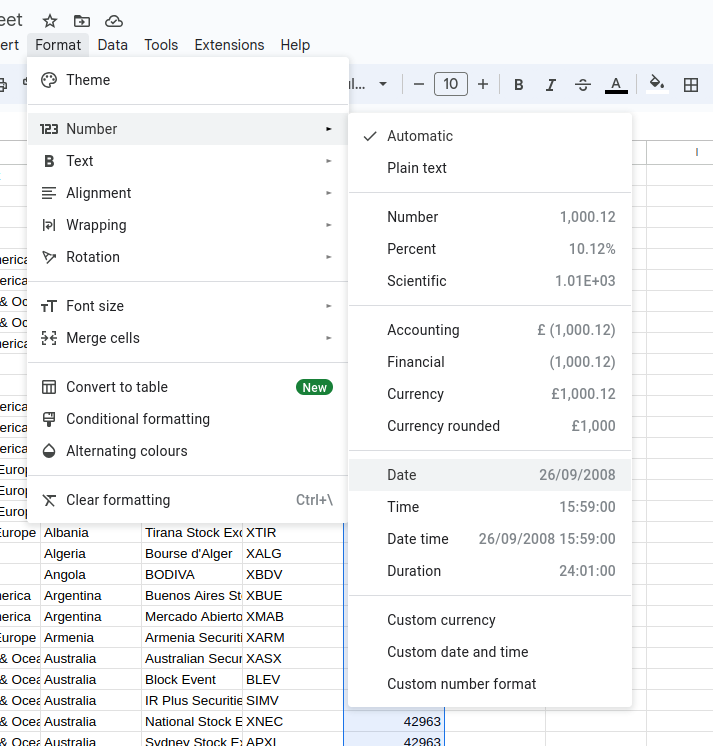 eet
ert Format Data Tools Extensions Help
Theme
ul... 10 B I S A
123 Number
B Text
Alignment
Wrapping
Rotation
Font size
Merge cells
Convert to table New
Conditional formatting
Alternating colours
Clear formatting Ctrl+\
Automatic
Plain text
Number 1,000.12
Percent 10.12%
Scientific 1.01E+03
Accounting £ (1,000.12)
Financial (1,000.12)
Currency £1,000.12
Currency rounded £1,000
Date 26/09/2008
Time 15:59:00
Date time 26/09/2008 15:59:00
Duration 24:01:00
Custom currency
Custom date and time
Custom number format
I
nerica
nerica
& Oc
& Oc
nerica
erica
erica
erica
Europ
Europ
Europ
Europe Albania Tirana Stock Exc XTIR
Algeria Bourse d'Alger XALG
Angola BODIVA XBDV
nerica Argentina Buenos Aires St XBUE
nerica Argentina Mercado Abierto XMAB
Europe Armenia Armenia Securiti XARM
& Ocea Australia Australian Secur XASX
& Ocea Australia Block Event BLEV
& Ocea Australia IR Plus Securitie SIMV
& Ocea Australia National Stock E XNEC 42963
& Ocea Australia Sydney Stock Ex APXL 42963